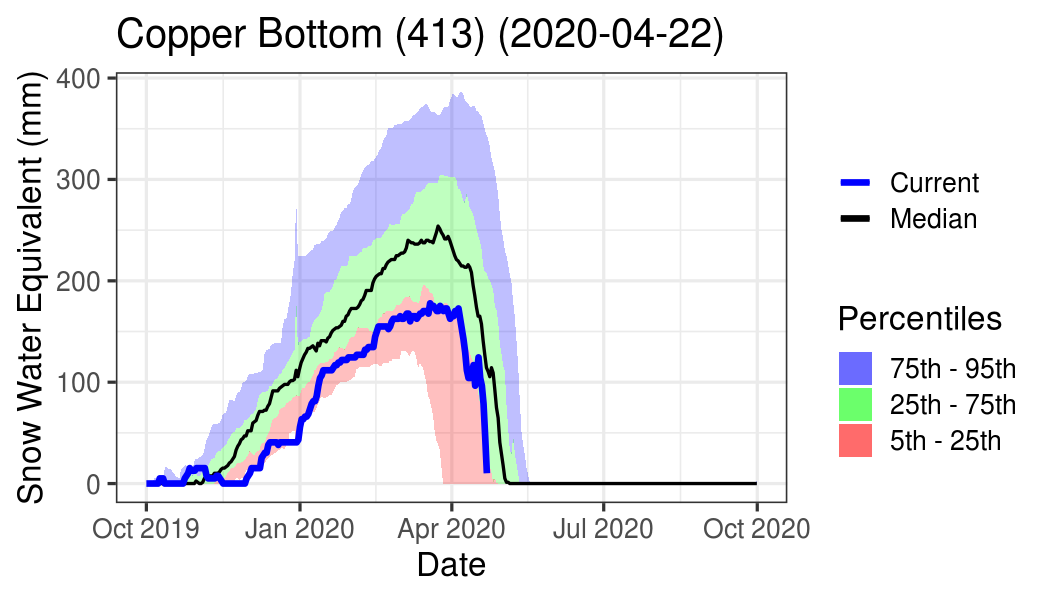 Copper Bottom (413) (2020-04-22)
Snow Water Equivalent (mm)
400
300
200
100
0
Oct 2019
Jan 2020
Apr 2020
Jul 2020
Oct 2020
Date
Current
Median
Percentiles
75th - 95th
25th - 75th
5th - 25th